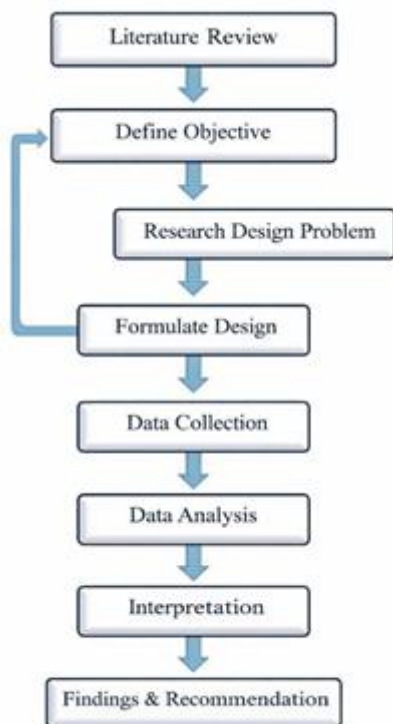 Literature Review
Define Objective
Research Design Problem
Formulate Design
Data Collection
Data Analysis
Interpretation
Findings & Recommendation